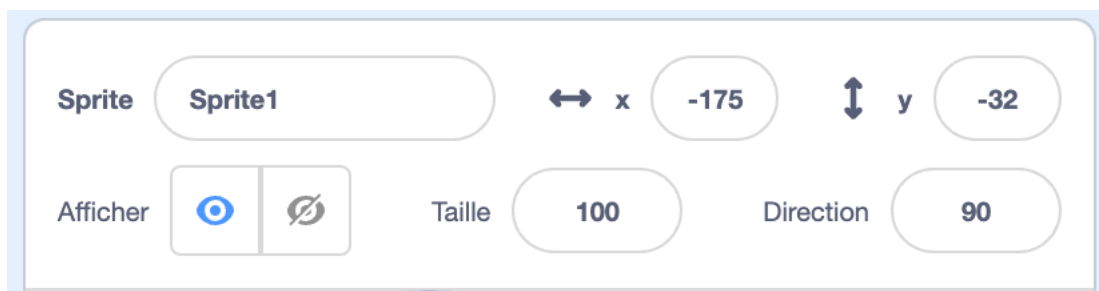 Sprite Sprite1 x -175 y -32
Afficher Taille 100 Direction 90